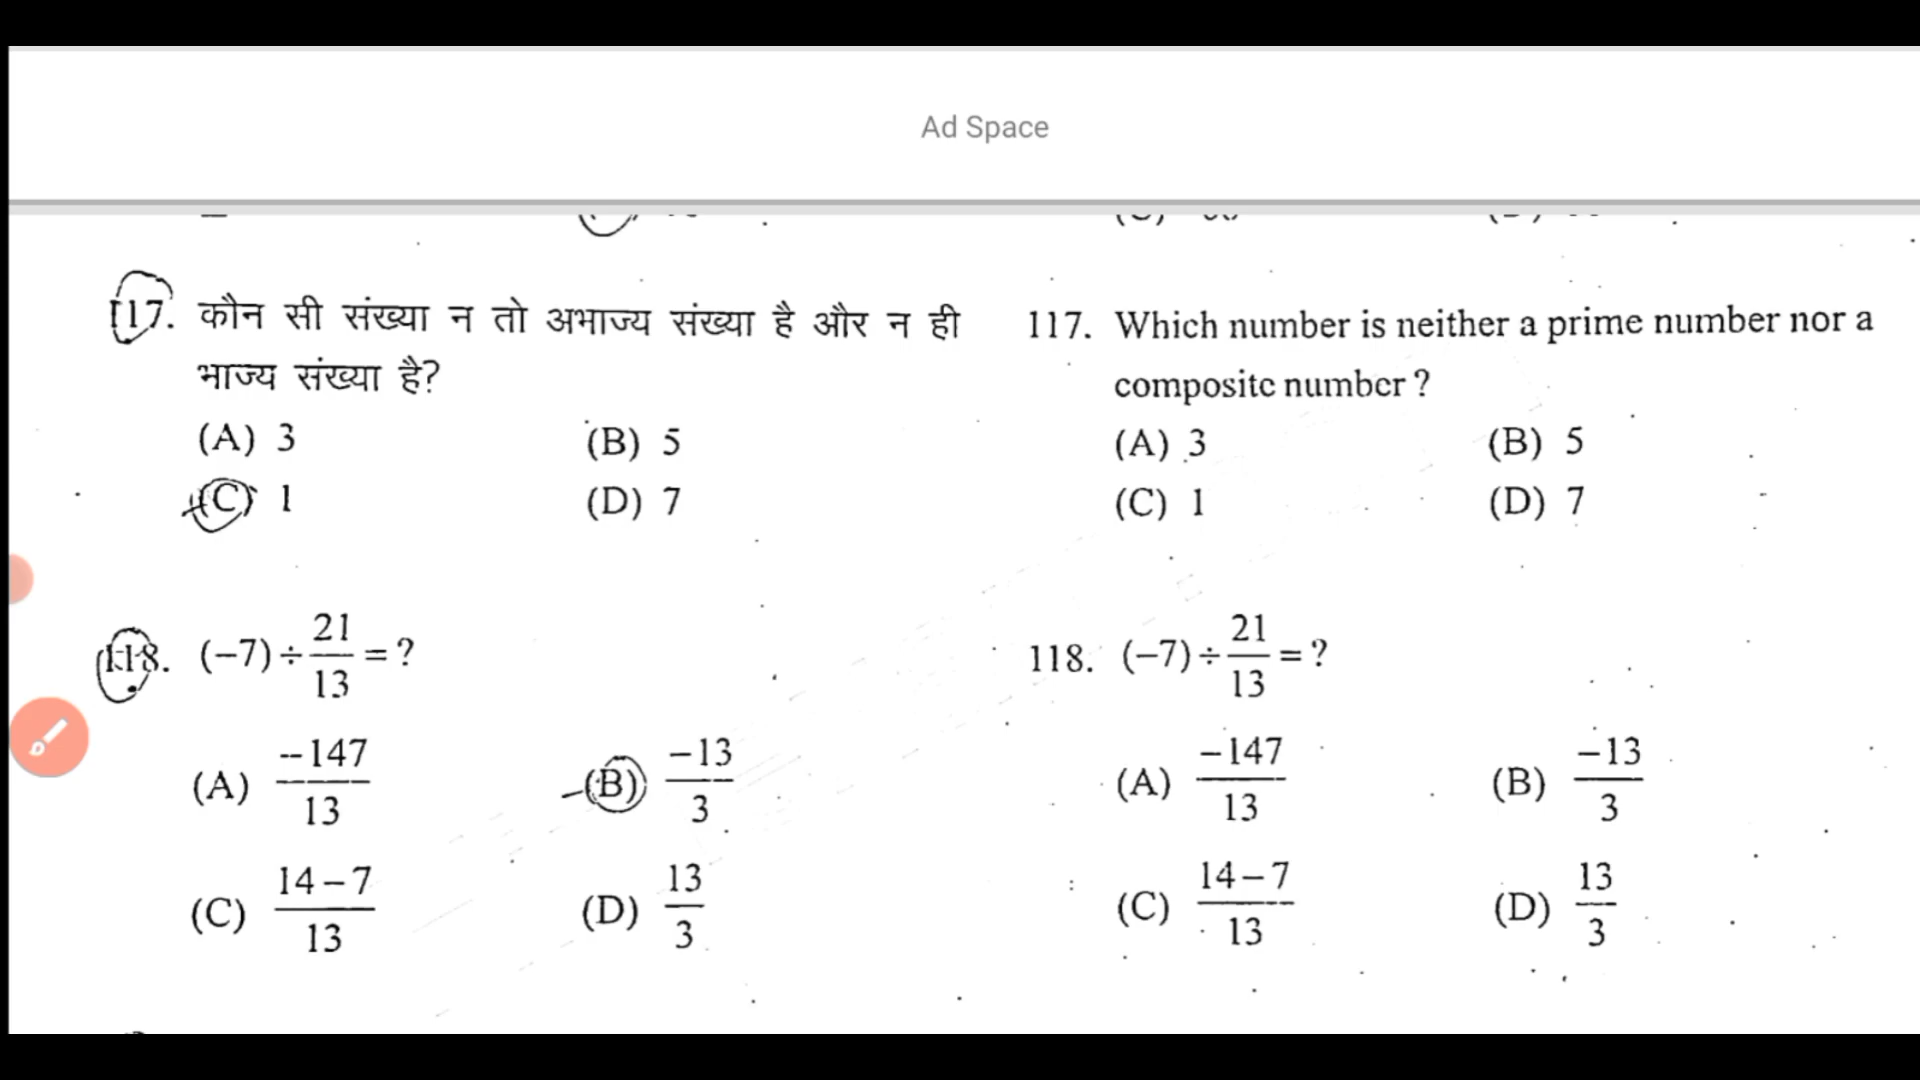 Ad Space
117. कौन सी संख्या न तो अभाज्य संख्या है और न ही
भाज्य संख्या है?
(A) 3 (B) 5
(C) 1 (D) 7
118. (−7) ÷ 21/13 = ?
(A) −147/13 (B) −13/3
(C) 14−7/13 (D) 13/3
117. Which number is neither a prime number nor a
composite number ?
(A) 3 (B) 5
(C) 1 (D) 7
118. (−7) ÷ 21/13 = ?
(A) −147/13 (B) −13/3
(C) 14−7/13 (D) 13/3